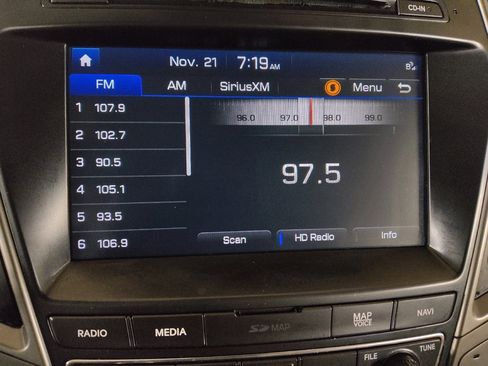 CD-IN
Nov. 21 7:19 AM
FM AM SiriusXM Menu
96.0 97.0 98.0 99.0
1 107.9
2 102.7
3 90.5
4 105.1
5 93.5
6 106.9
97.5
Scan HD Radio Info
RADIO MEDIA SD MAP MAP VOICE NAVI
FILE TUNE